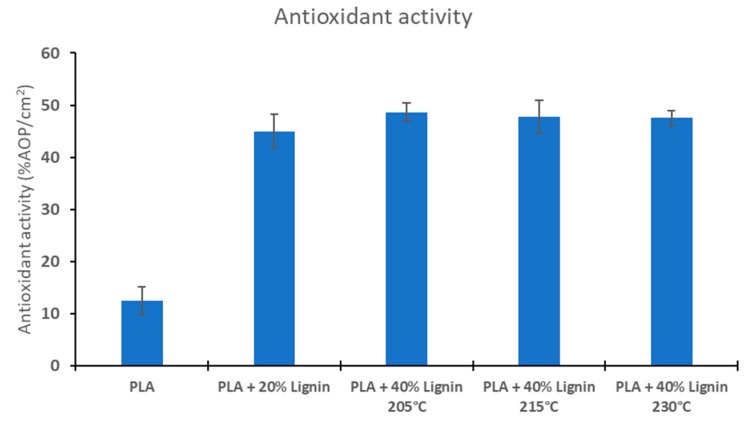 Antioxidant activity
Antioxidant activity (%AOP/cm²)
60
50
40
30
20
10
0
PLA
PLA + 20% Lignin
PLA + 40% Lignin
205°C
PLA + 40% Lignin
215°C
PLA + 40% Lignin
230°C